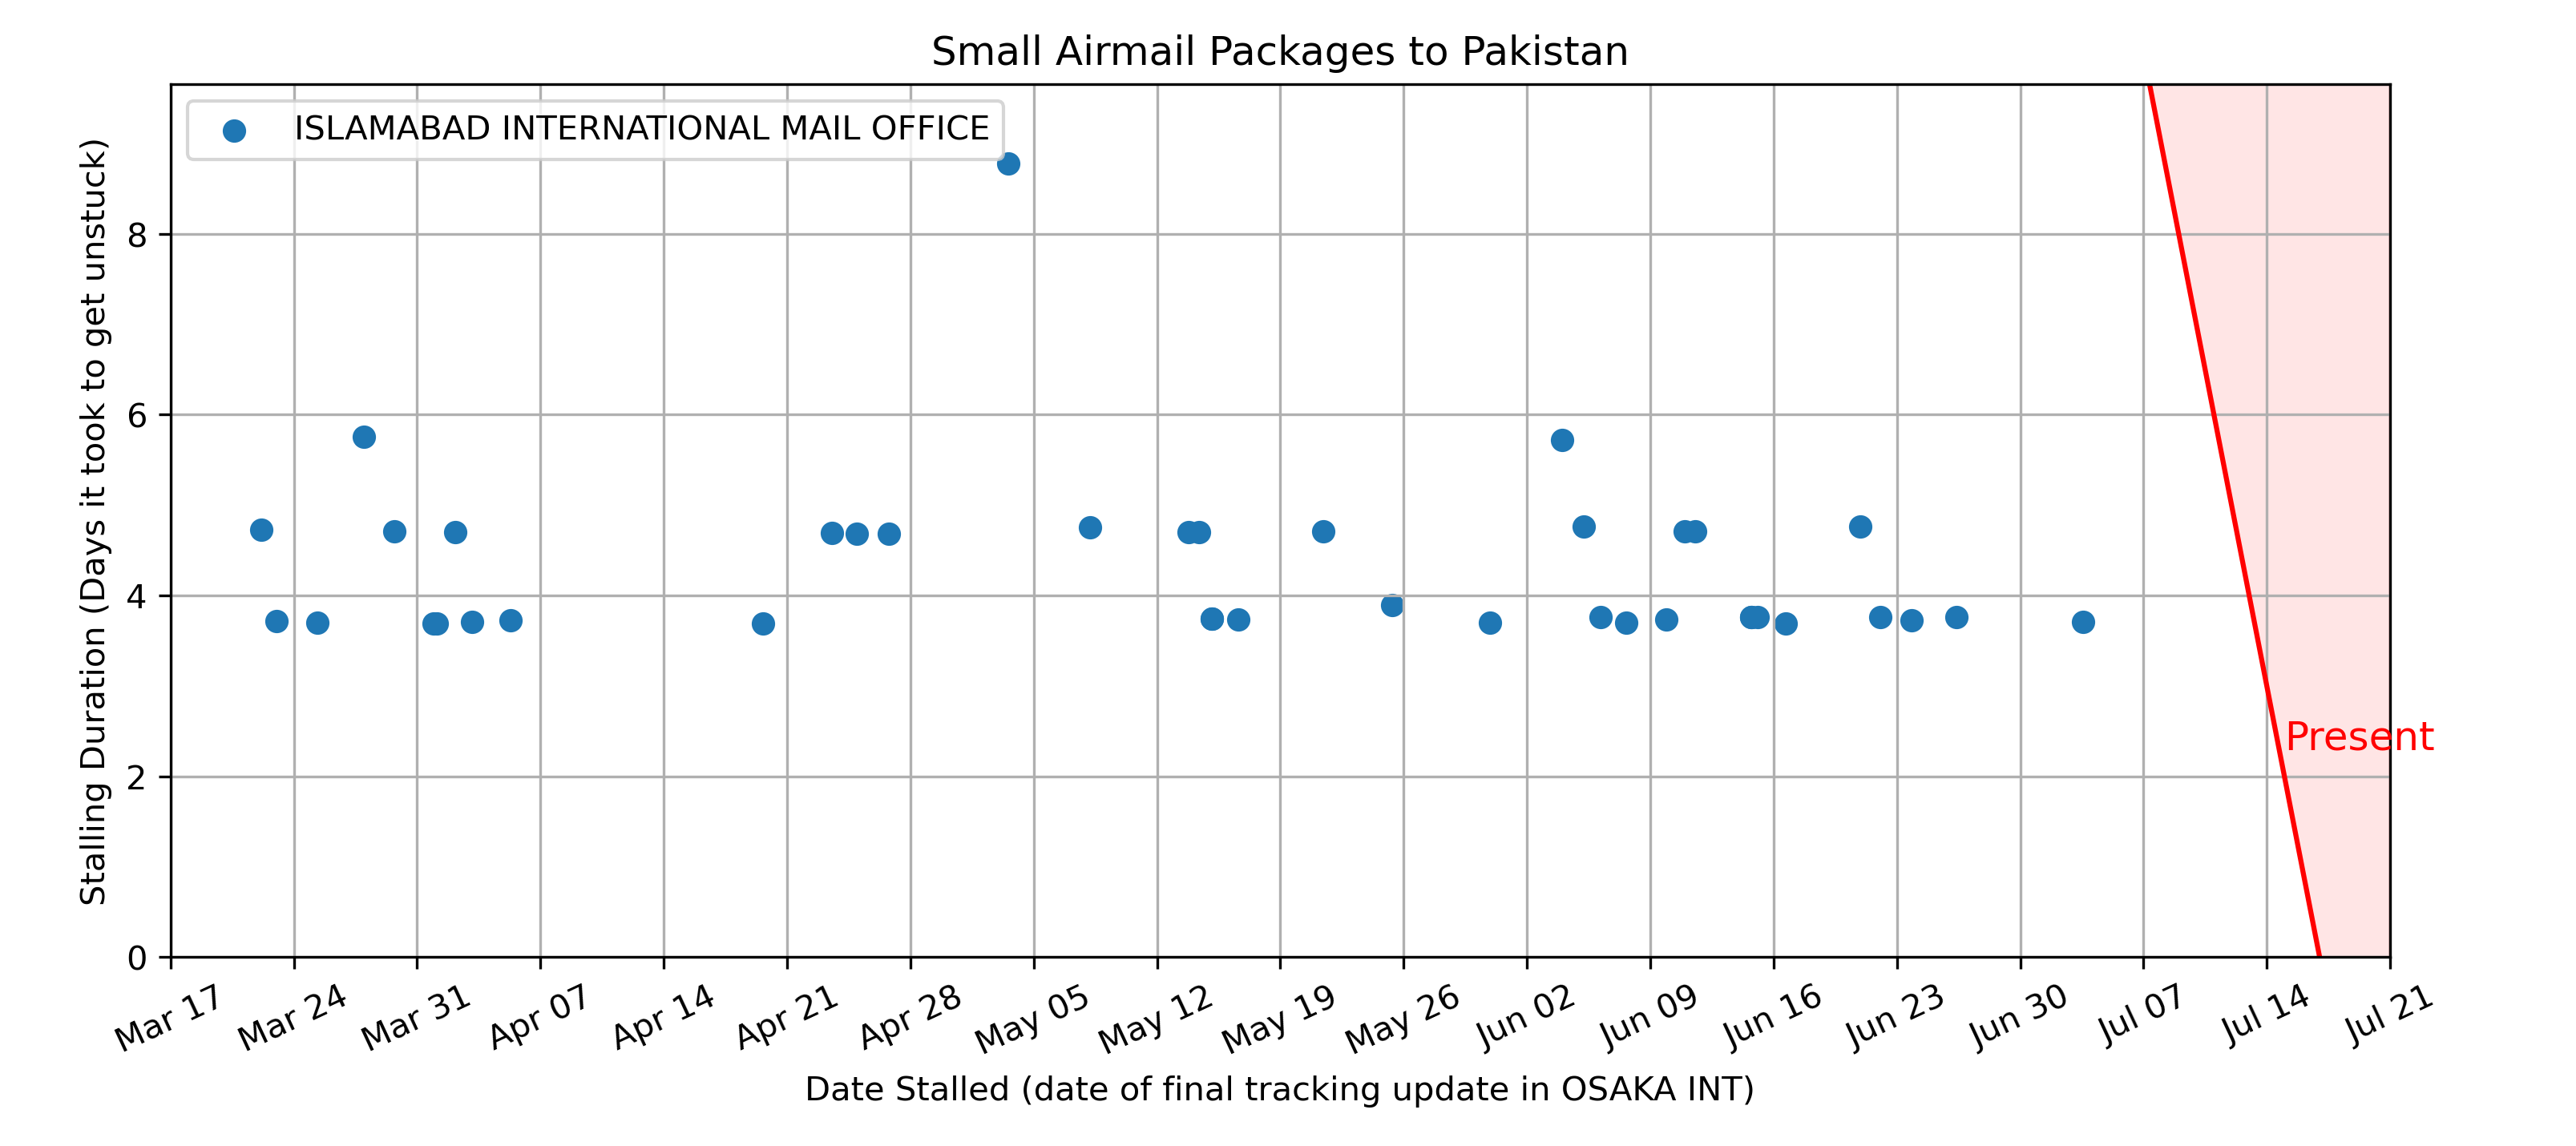 Small Airmail Packages to Pakistan
ISLAMABAD INTERNATIONAL MAIL OFFICE
Stalling Duration (Days it took to get unstuck)
8
6
4
2
0
Present
Mar 17
Mar 24
Mar 31
Apr 07
Apr 14
Apr 21
Apr 28
May 05
May 12
May 19
May 26
Jun 02
Jun 09
Jun 16
Jun 23
Jun 30
Jul 07
Jul 14
Jul 21
Date Stalled (date of final tracking update in OSAKA INT)